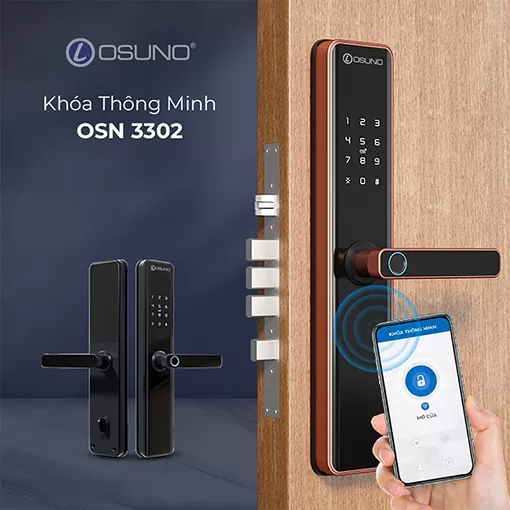 OSUNO®
Khóa Thông Minh
OSN 3302
OSUNO
1 2 3
4 5 6
7 8 9
* 0 #
OSUNO
KHÓA THÔNG MINH
MỞ CỬA